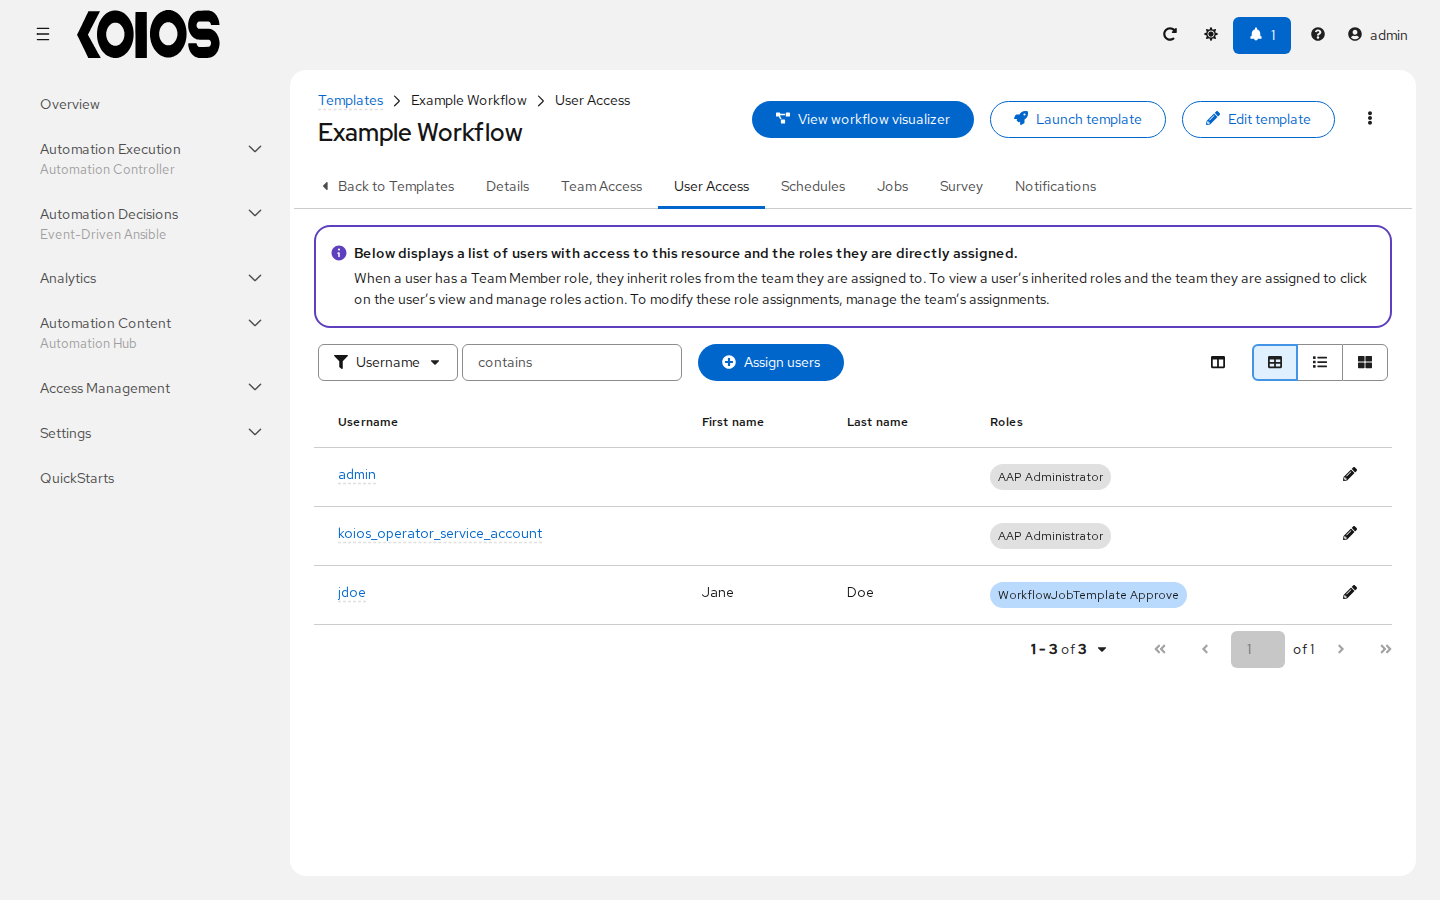 KOIOS
1
admin
Overview
Automation Execution
Automation Controller
Automation Decisions
Event-Driven Ansible
Analytics
Automation Content
Automation Hub
Access Management
Settings
QuickStarts
Templates > Example Workflow > User Access
Example Workflow
View workflow visualizer
Launch template
Edit template
Back to Templates Details Team Access User Access Schedules Jobs Survey Notifications
Below displays a list of users with access to this resource and the roles they are directly assigned.
When a user has a Team Member role, they inherit roles from the team they are assigned to. To view a user’s inherited roles and the team they are assigned to click
on the user’s view and manage roles action. To modify these role assignments, manage the team’s assignments.
Username contains Assign users
Username First name Last name Roles
admin AAP Administrator
koios_operator_service_account AAP Administrator
jdoe Jane Doe WorkflowJobTemplate Approve
1 - 3 of 3 1 of 1